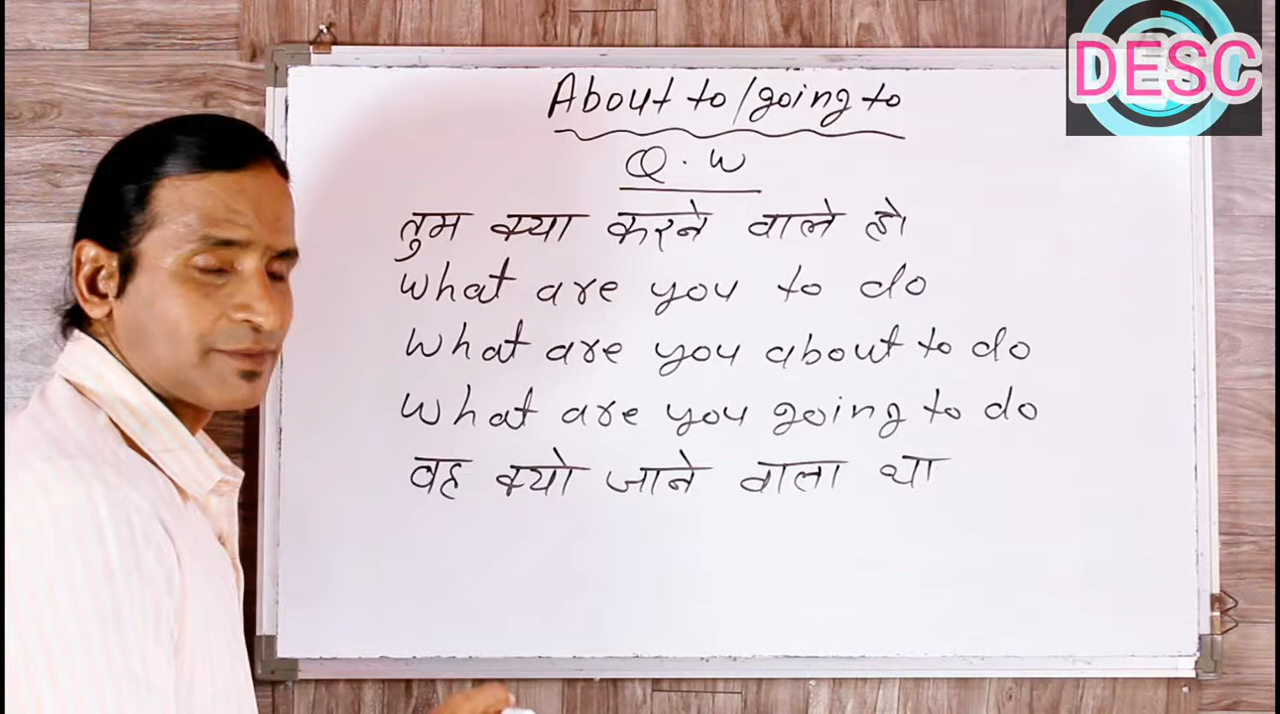 DESC
About to/going to
Q.W
तुम क्या करने वाले हो
What are you to do
What are you about to do
What are you going to do
वह क्यो जाने वाला था